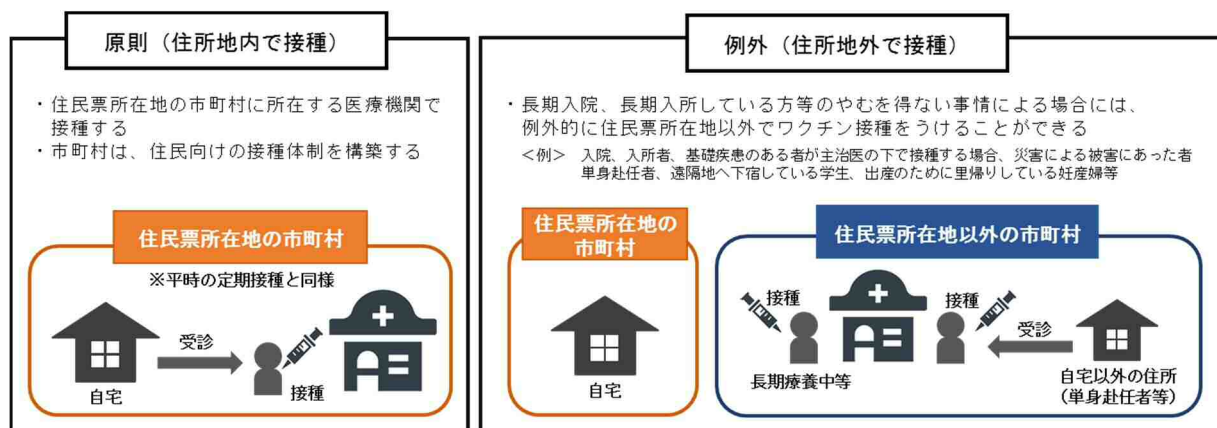 原則（住所地内で接種）
・住民票所在地の市町村に所在する医療機関で
接種する
・市町村は、住民向けの接種体制を構築する
住民票所在地の市町村
※平時の定期接種と同様
受診
自宅
接種
例外（住所地外で接種）
・長期入院、長期入所している方等のやむを得ない事情による場合には、
例外的に住民票所在地以外でワクチン接種をうけることができる
＜例＞ 入院、入所者、基礎疾患のある者が主治医の下で接種する場合、災害による被害にあった者
単身赴任者、遠隔地へ下宿している学生、出産のために里帰りしている妊産婦等
住民票所在地の
市町村
自宅
住民票所在地以外の市町村
接種
長期療養中等
接種
受診
自宅以外の住所
（単身赴任者等）